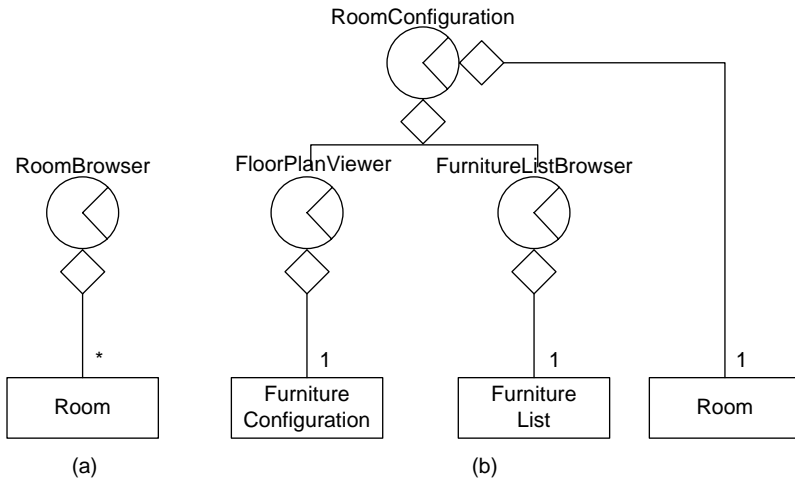 RoomConfiguration
RoomBrowser
FloorPlanViewer
FurnitureListBrowser
*
1
1
1
Room
Furniture
Configuration
Furniture
List
Room
(a)
(b)